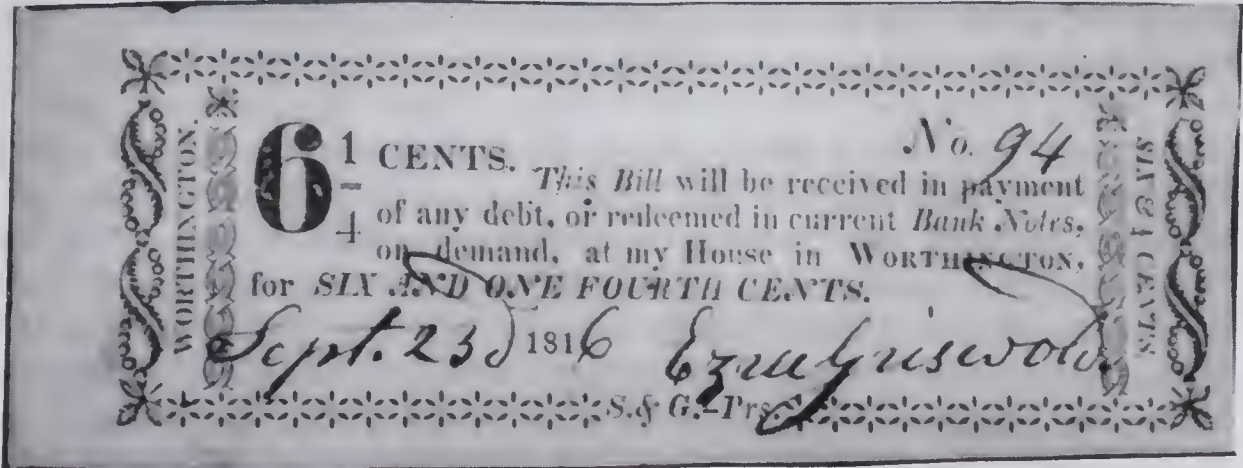 WORTHINGTON.
6 1/4 CENTS.
No. 94
This Bill will be received in payment
of any debt, or redeemed in current Bank Notes,
on demand, at my House in WORTHINGTON,
for SIX AND ONE FOURTH CENTS.
Sept. 23d 1816 Ezra Griswold
S. & G.-Prs.
SIX & 1/4 CENTS.